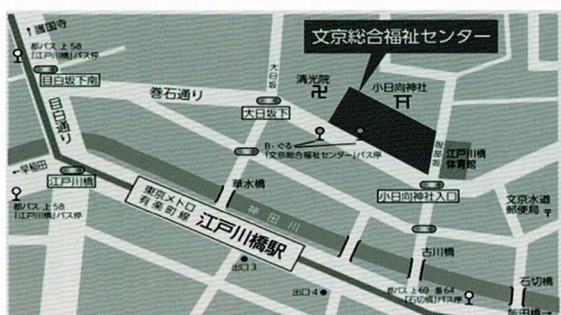 ↑護国寺
都バス 上58
「江戸川橋」バス停
目白坂下南
目白通り
巻石通り
大日坂
大日坂下
清光院
卍
小日向神社
文京総合福祉センター
B-ぐる
「文京総合福祉センター」バス停
服部坂
江戸川橋
体育館
小日向神社入口
文京水道
郵便局 〒
←早稲田
江戸川橋
都バス 上58
「江戸川橋」バス停
華水橋
神田川
東京メトロ
有楽町線
江戸川橋駅
出口3
出口4
古川橋
石切橋
都バス 上69 飯64
「石切橋」バス停
飯田橋→